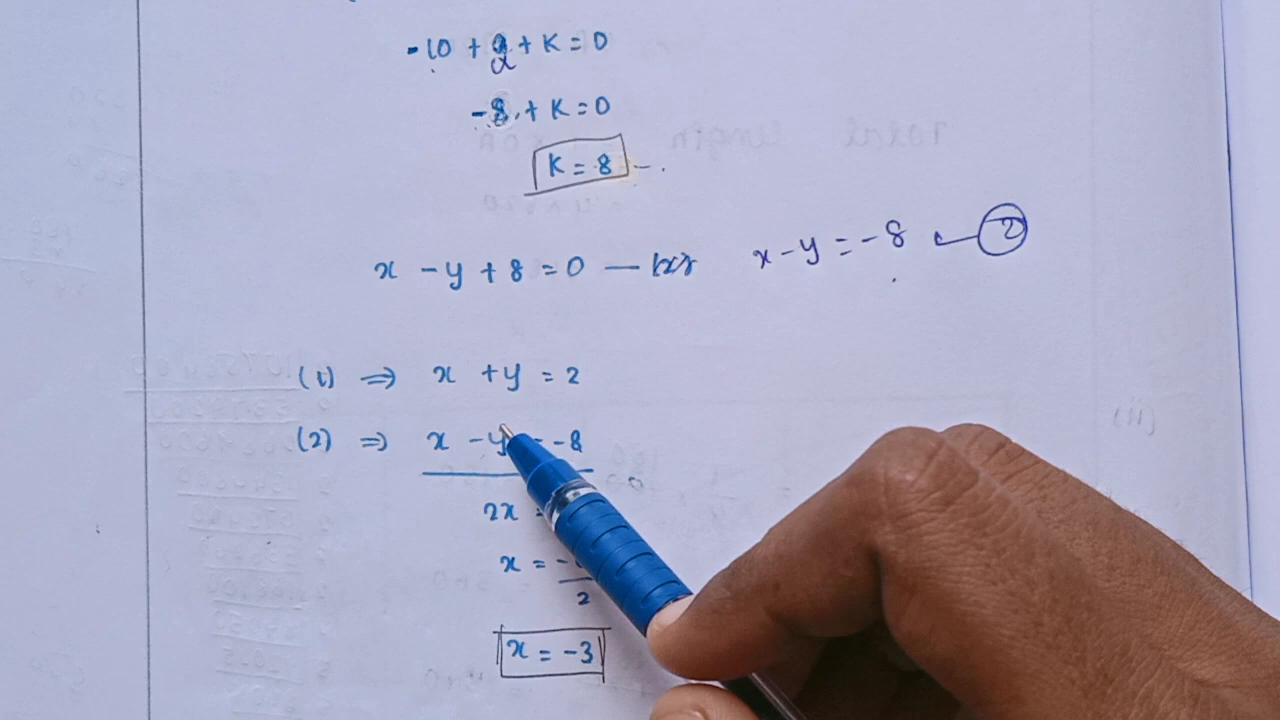 -10 + 2 + K = 0
-8 + K = 0
K = 8
x - y + 8 = 0 —
x - y = -8 ②
(1) ⇒ x + y = 2
(2) ⇒ x - y = -8
2x =
x = - 
2
x = -3